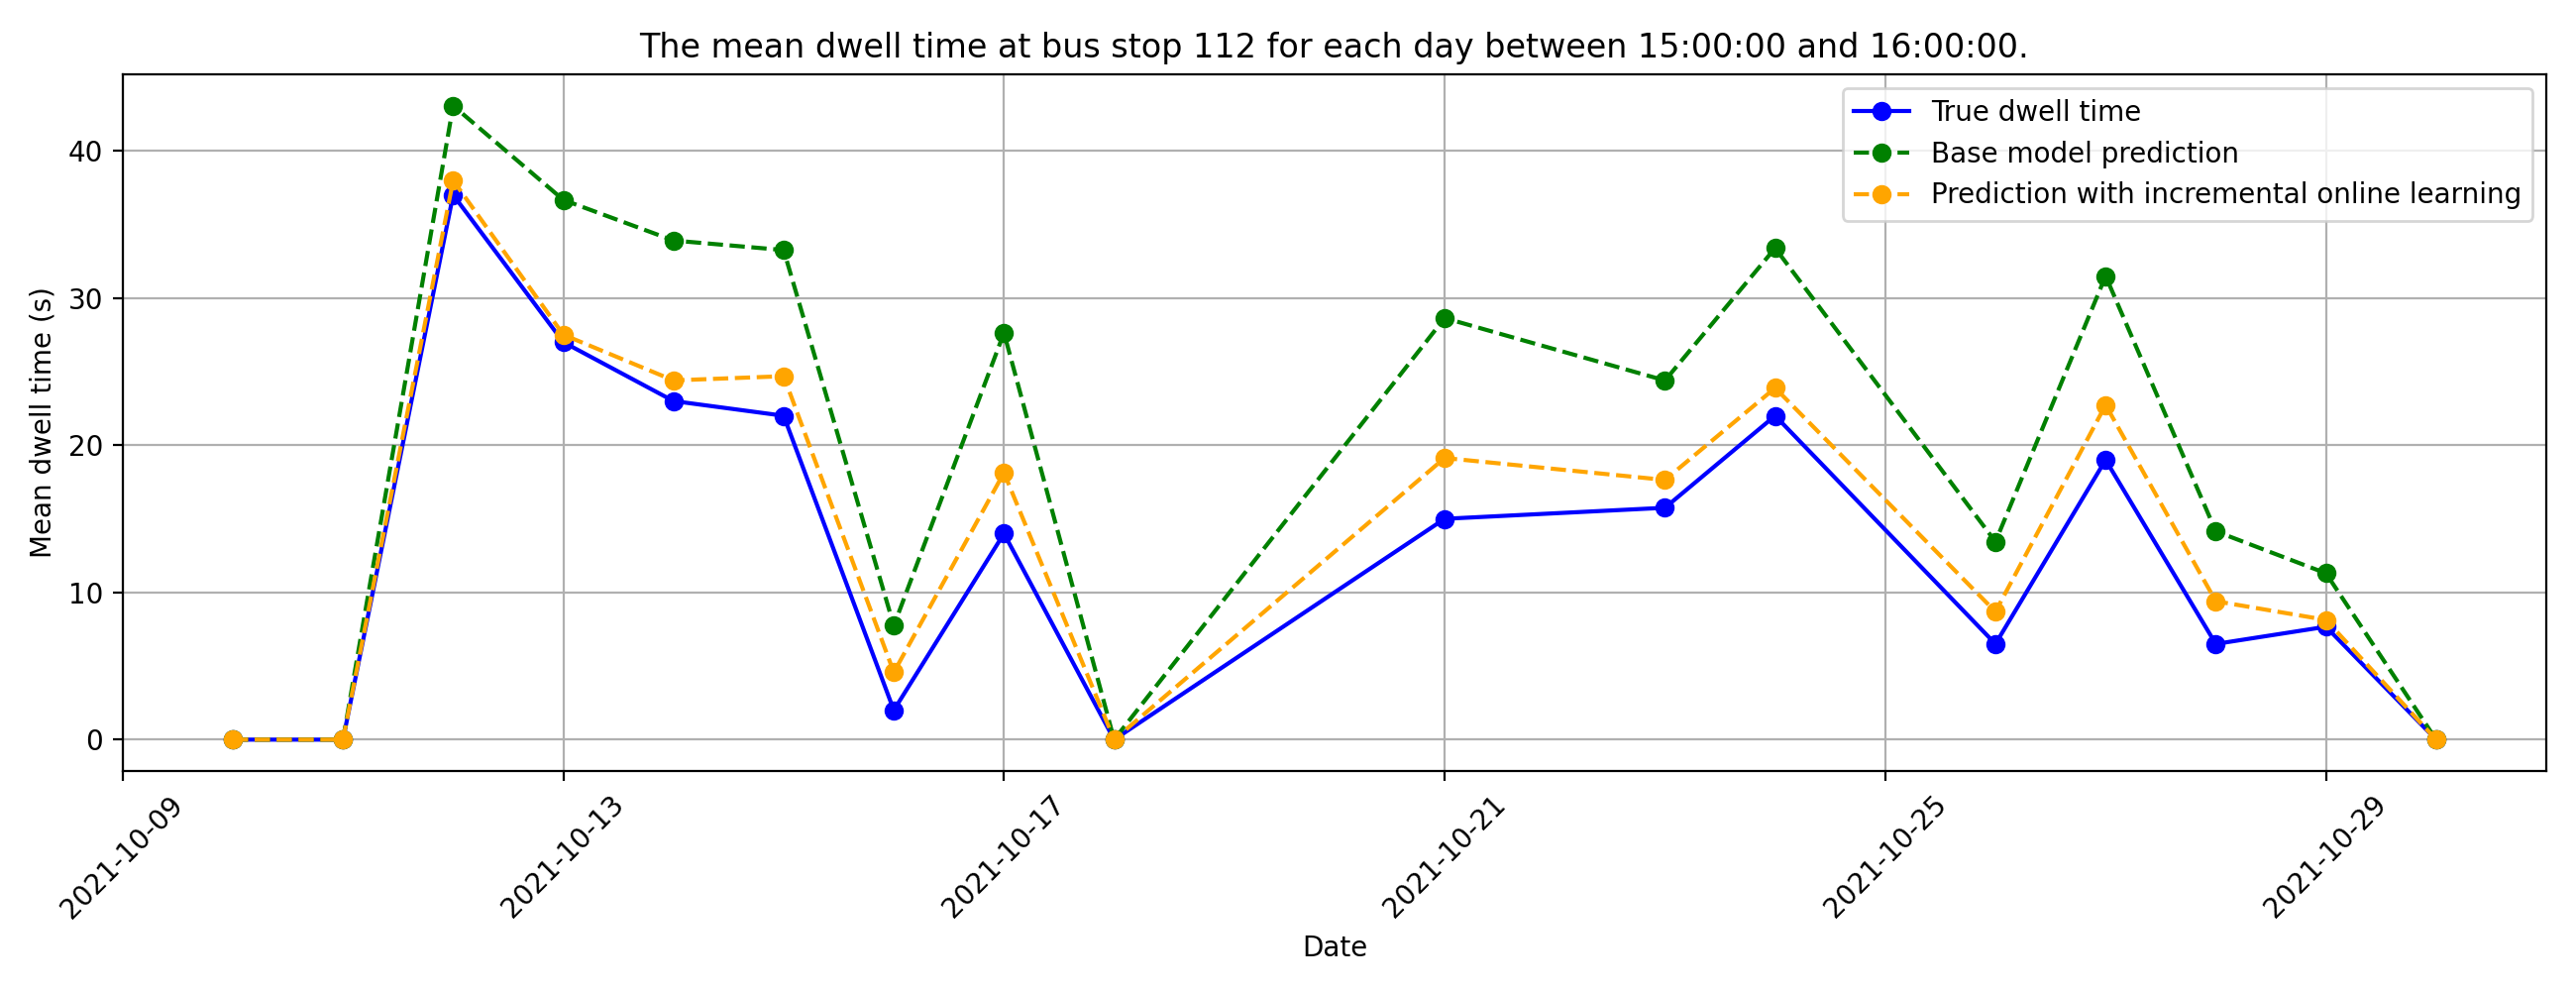 The mean dwell time at bus stop 112 for each day between 15:00:00 and 16:00:00.
True dwell time
Base model prediction
Prediction with incremental online learning
Mean dwell time (s)
40
30
20
10
0
2021-10-09
2021-10-13
2021-10-17
2021-10-21
2021-10-25
2021-10-29
Date